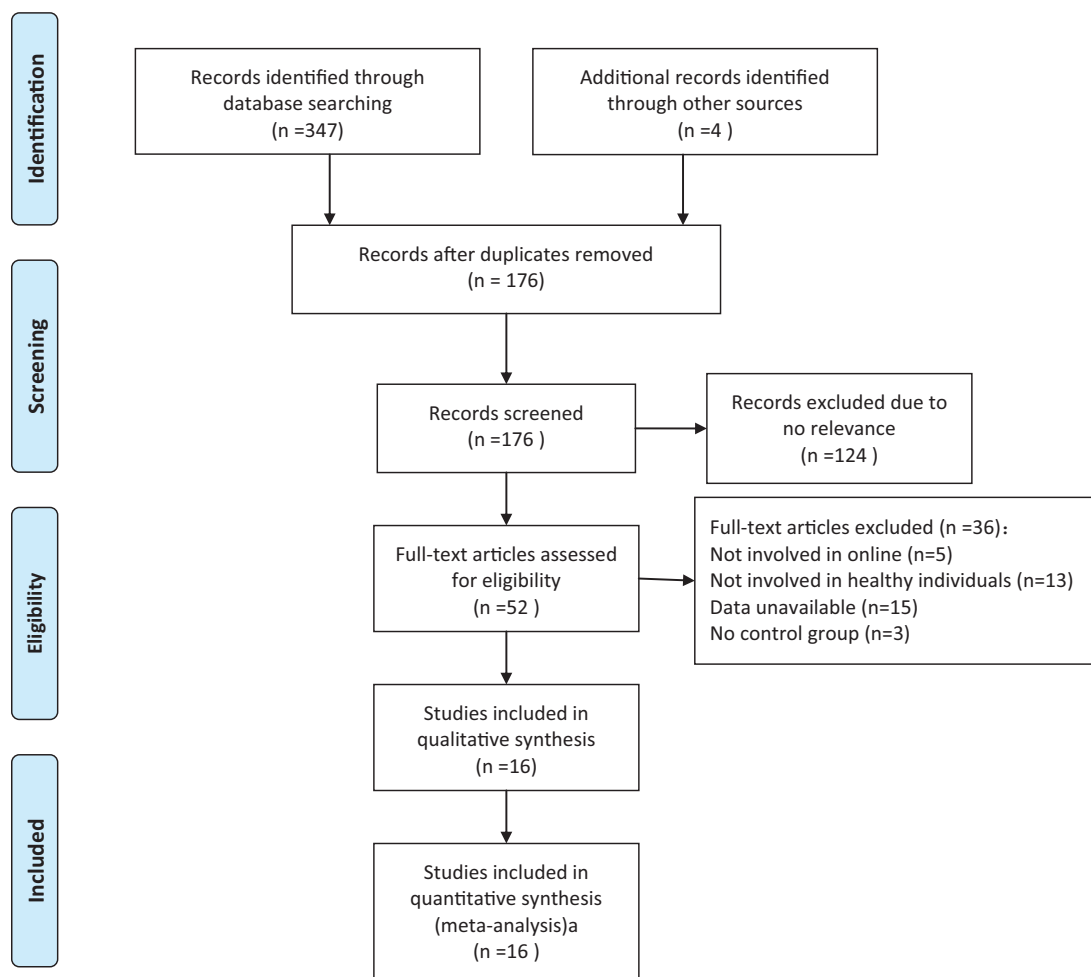 Identification
Records identified through
database searching
(n =347)
Additional records identified
through other sources
(n =4 )
Records after duplicates removed
(n = 176)
Screening
Records screened
(n =176 )
Records excluded due to
no relevance
(n =124 )
Eligibility
Full-text articles assessed
for eligibility
(n =52 )
Full-text articles excluded (n =36)：
Not involved in online (n=5)
Not involved in healthy individuals (n=13)
Data unavailable (n=15)
No control group (n=3)
Studies included in
qualitative synthesis
(n =16)
Included
Studies included in
quantitative synthesis
(meta-analysis)a
(n =16 )